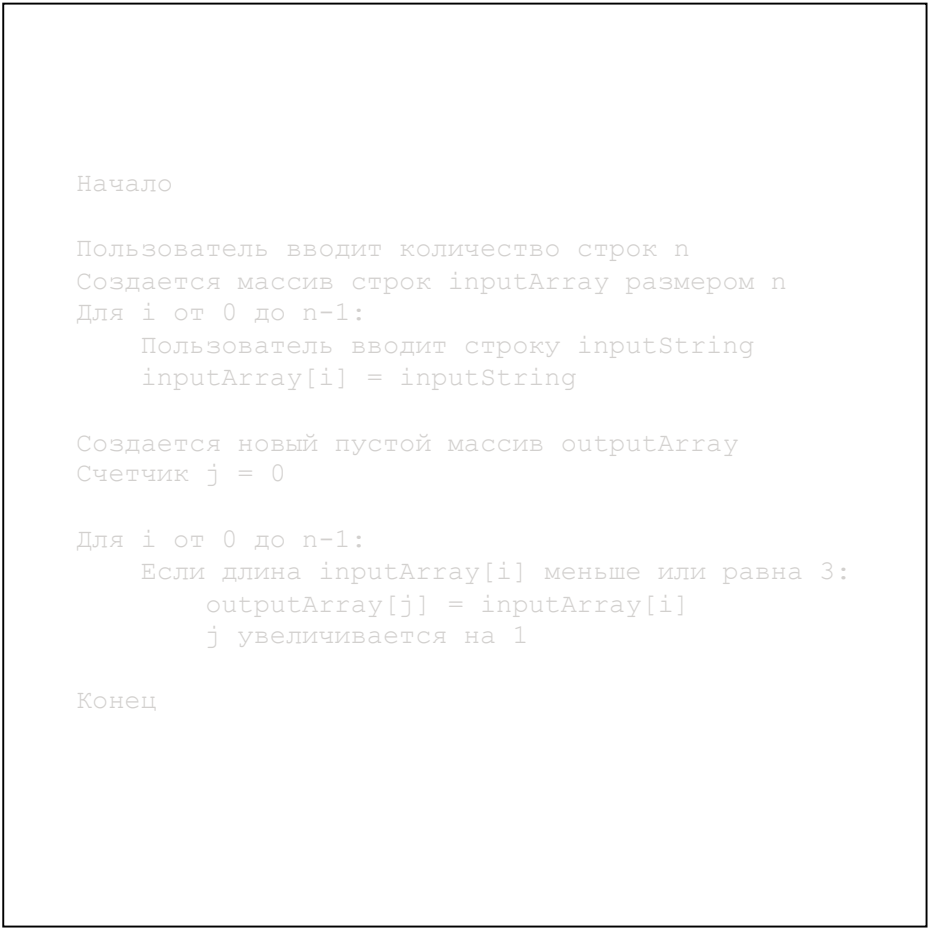 Начало
Пользователь вводит количество строк n
Создается массив строк inputArray размером n
Для i от 0 до n-1:
    Пользователь вводит строку inputString
    inputArray[i] = inputString
Создается новый пустой массив outputArray
Счетчик j = 0
Для i от 0 до n-1:
    Если длина inputArray[i] меньше или равна 3:
        outputArray[j] = inputArray[i]
        j увеличивается на 1
Конец